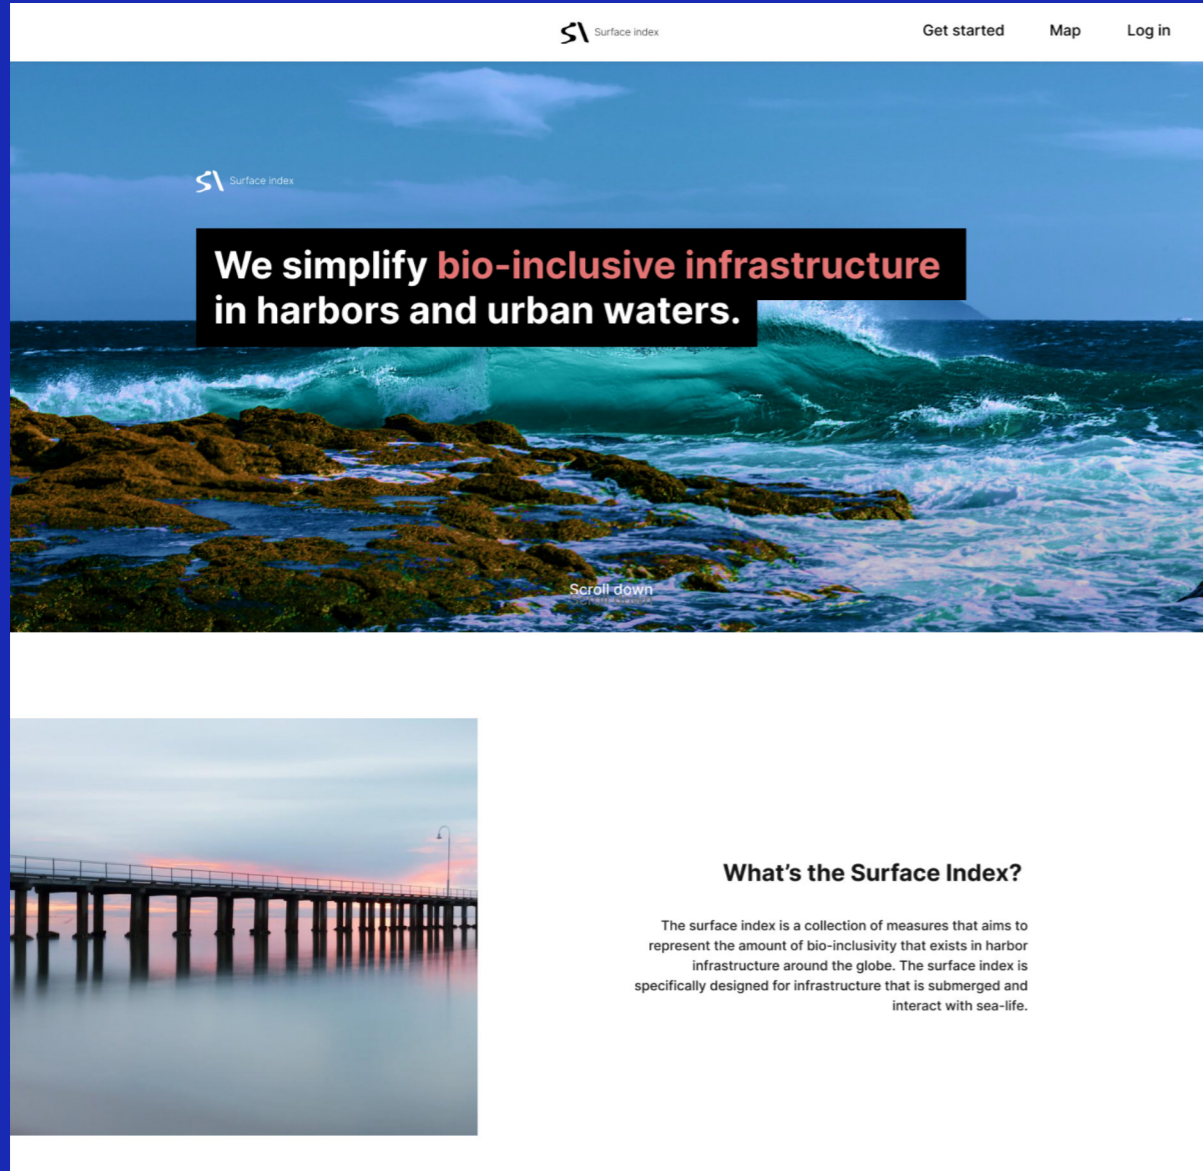 SI Surface index
Get started
Map
Log in
SI Surface index
We simplify bio-inclusive infrastructure
in harbors and urban waters.
Scroll down
What's the Surface Index?
The surface index is a collection of measures that aims to
represent the amount of bio-inclusivity that exists in harbor
infrastructure around the globe. The surface index is
specifically designed for infrastructure that is submerged and
interact with sea-life.